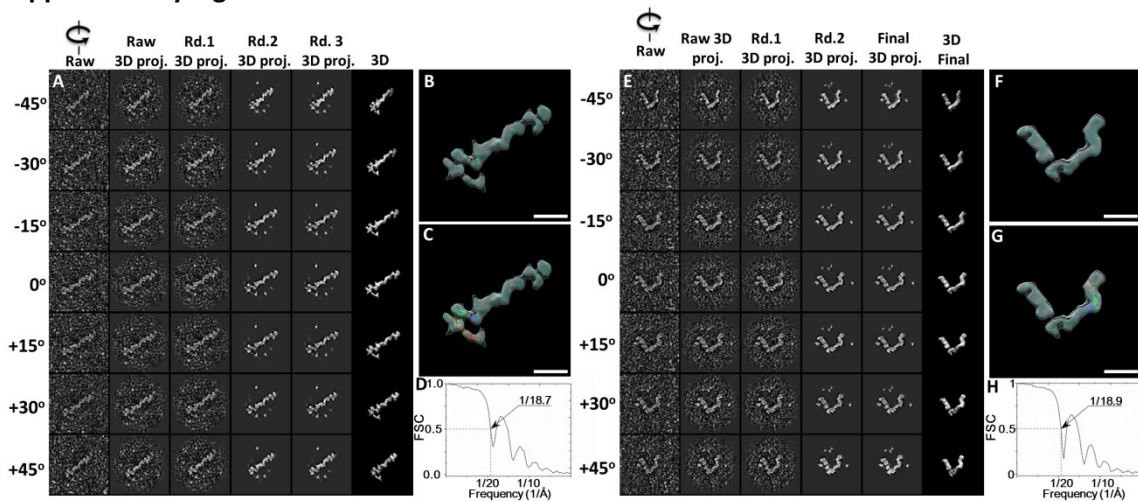 Raw
Raw 3D proj.
Rd.1 3D proj.
Rd.2 3D proj.
Rd. 3 3D proj.
3D
A
-45º
-30º
-15º
0º
+15º
+30º
+45º
B
C
D
1.0
0.5
0.0
FSC
1/18.7
1/20 1/10
Frequency (1/Å)
Raw
Raw 3D proj.
Rd.1 3D proj.
Rd.2 3D proj.
Final 3D proj.
3D Final
E
-45º
-30º
-15º
0º
+15º
+30º
+45º
F
G
H
1.0
0.5
0.0
FSC
1/18.9
1/20 1/10
Frequency (1/Å)